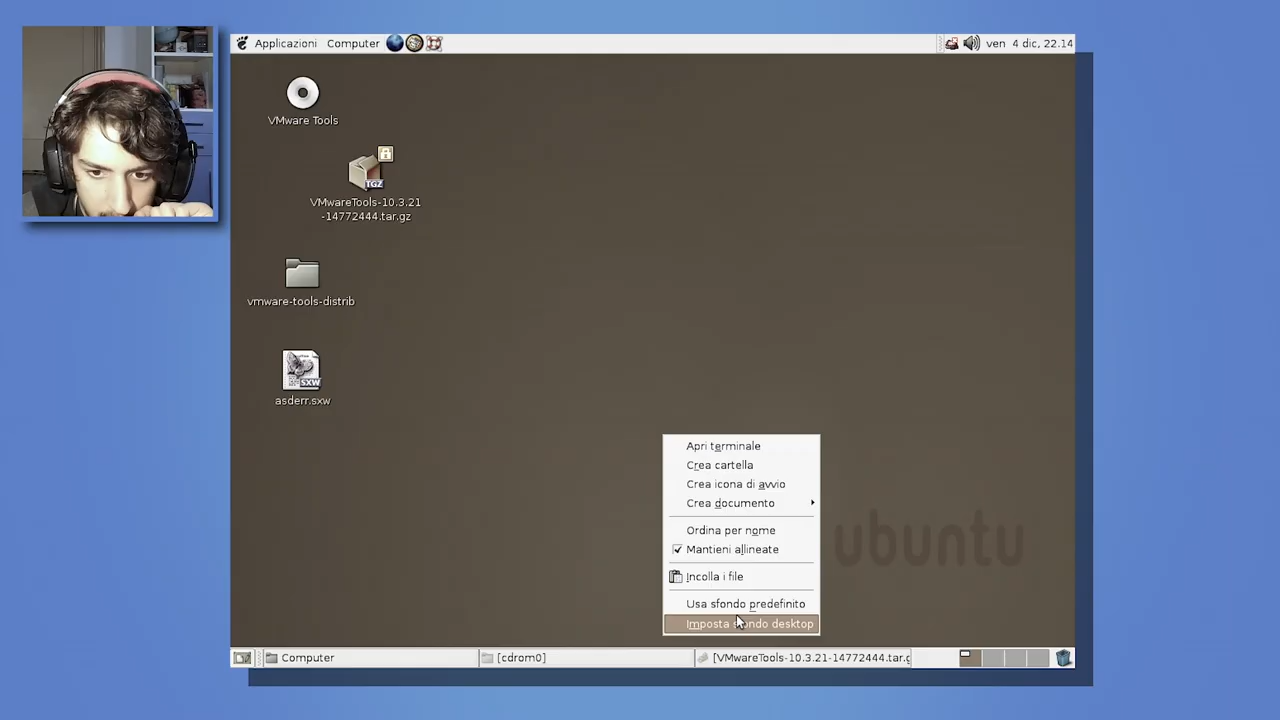 Applicazioni Computer ven 4 dic, 22.14
VMware Tools
TGZ
VMwareTools-10.3.21
-14772444.tar.gz
vmware-tools-distrib
SXW
asderr.sxw
Apri terminale
Crea cartella
Crea icona di avvio
Crea documento
Ordina per nome
Mantieni allineate
Incolla i file
Usa sfondo predefinito
Imposta sfondo desktop
ubuntu
Computer [cdrom0] [VMwareTools-10.3.21-14772444.tar.g